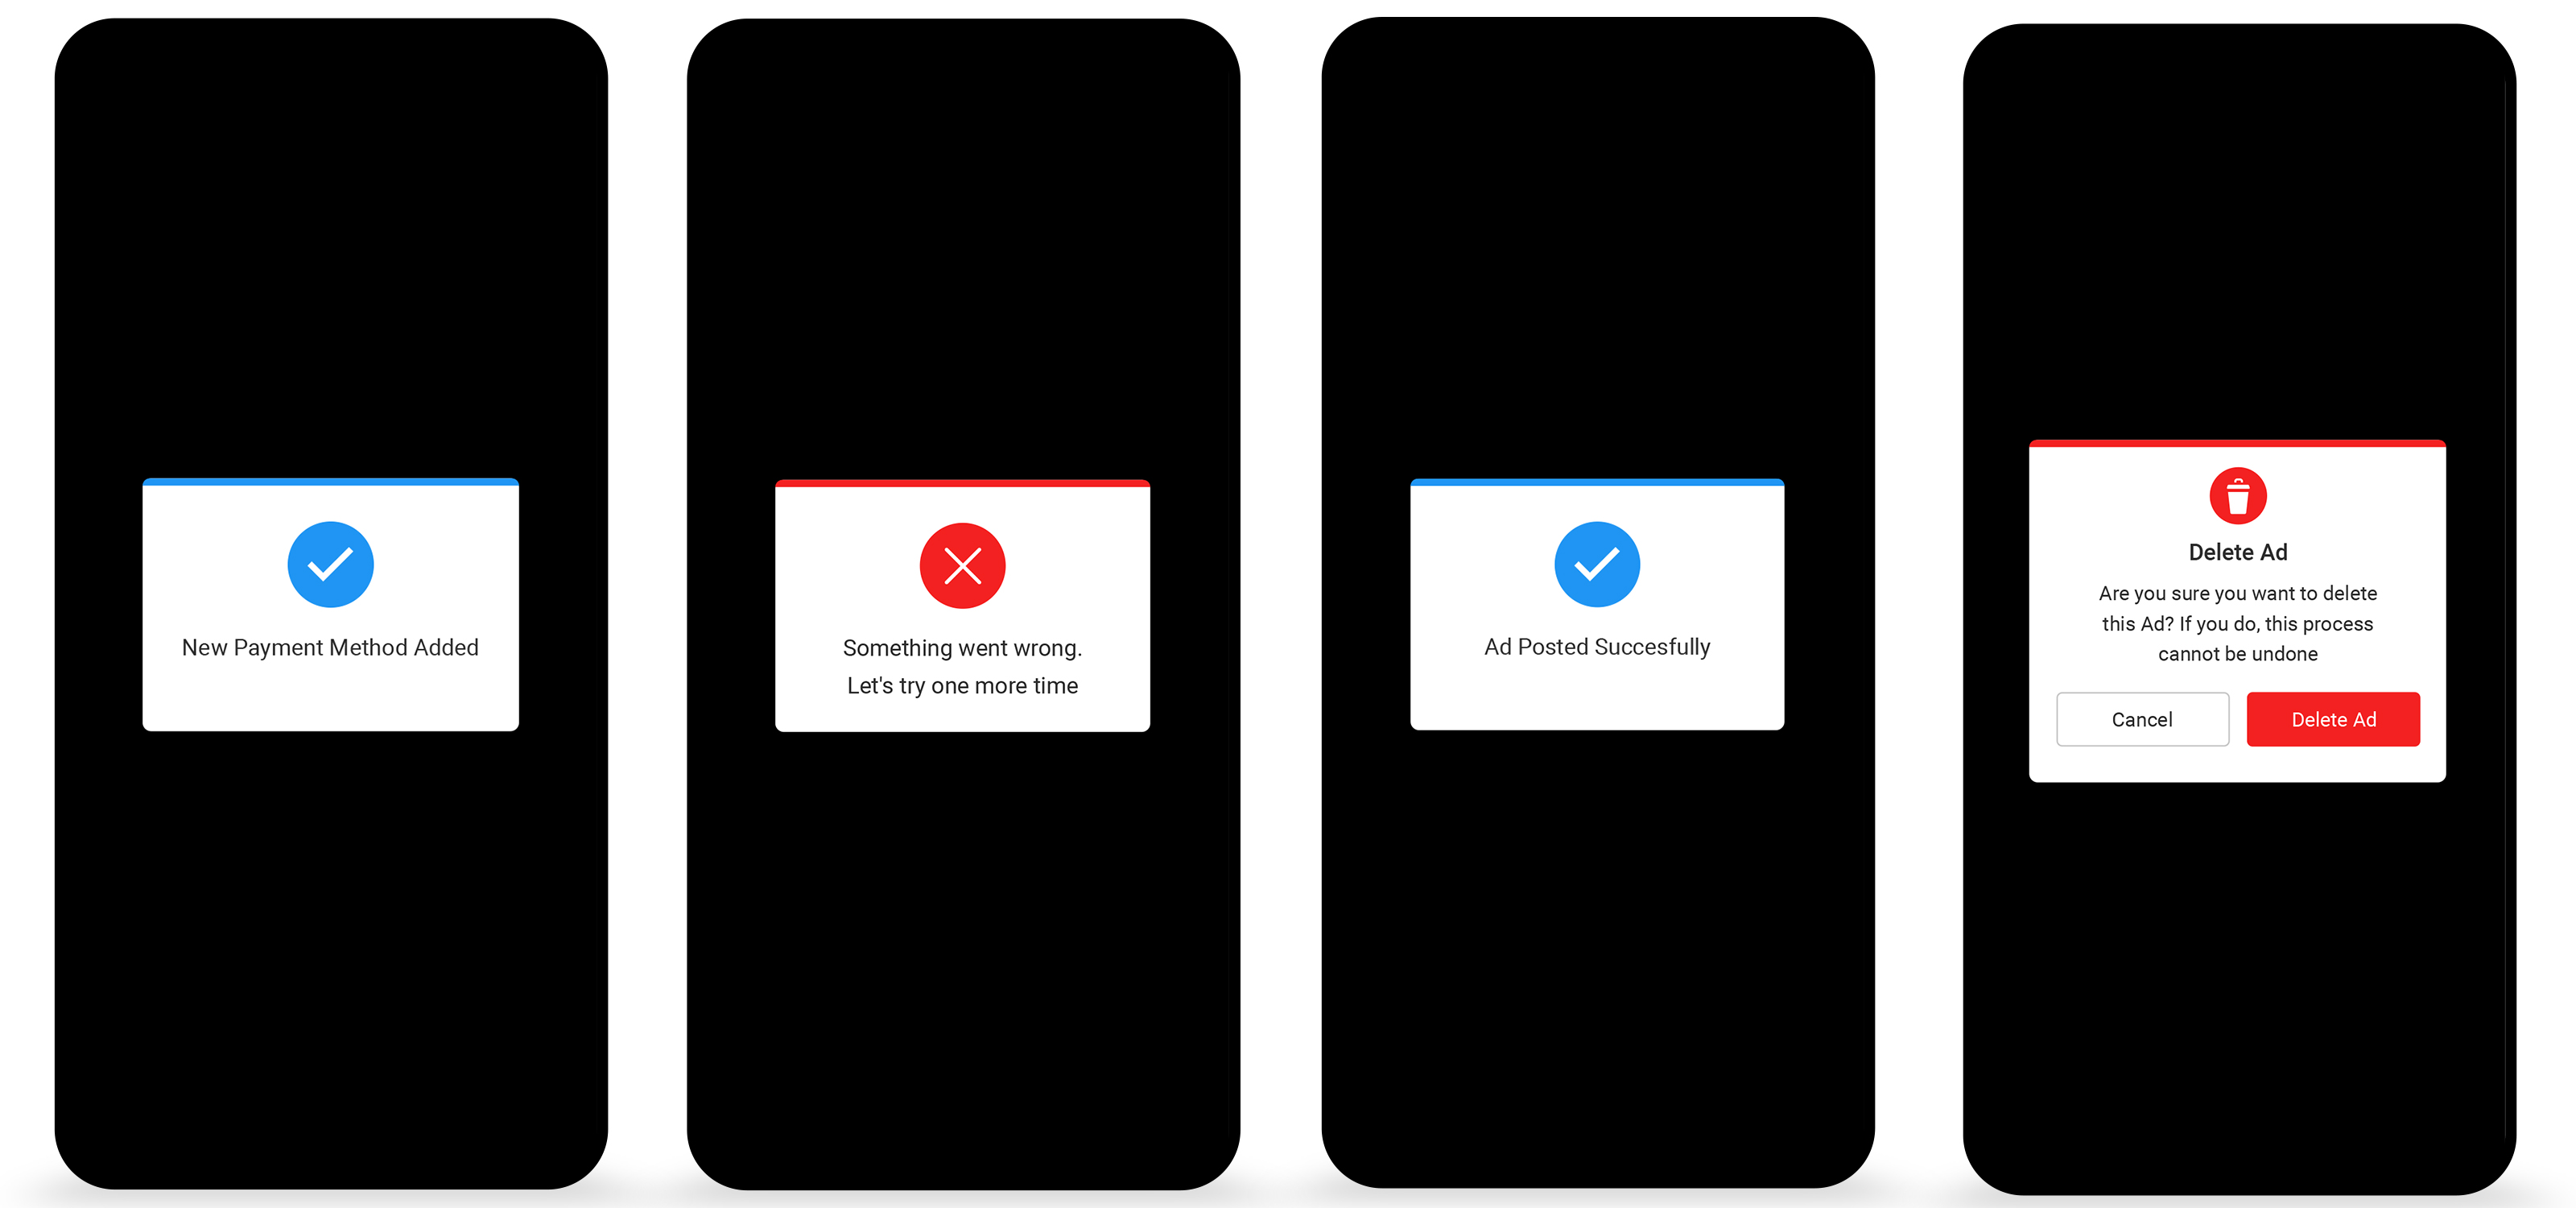 New Payment Method Added
Something went wrong.
Let's try one more time
Ad Posted Succesfully
Delete Ad
Are you sure you want to delete
this Ad? If you do, this process
cannot be undone
Cancel
Delete Ad